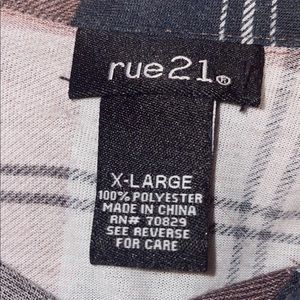 rue21®
X-LARGE
100% POLYESTER
MADE IN CHINA
RN# 70829
SEE REVERSE
FOR CARE